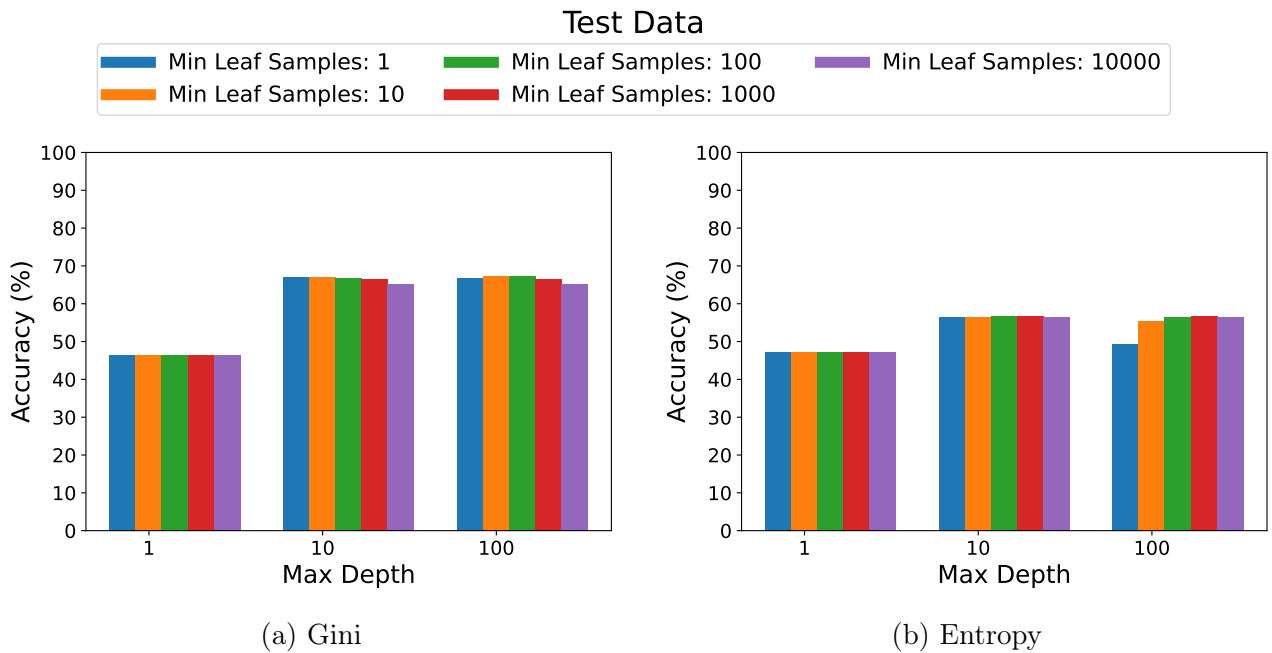 Test Data
Min Leaf Samples: 1
Min Leaf Samples: 10
Min Leaf Samples: 100
Min Leaf Samples: 1000
Min Leaf Samples: 10000
Accuracy (%)
100
90
80
70
60
50
40
30
20
10
0
1 10 100
Max Depth
(a) Gini
Accuracy (%)
100
90
80
70
60
50
40
30
20
10
0
1 10 100
Max Depth
(b) Entropy